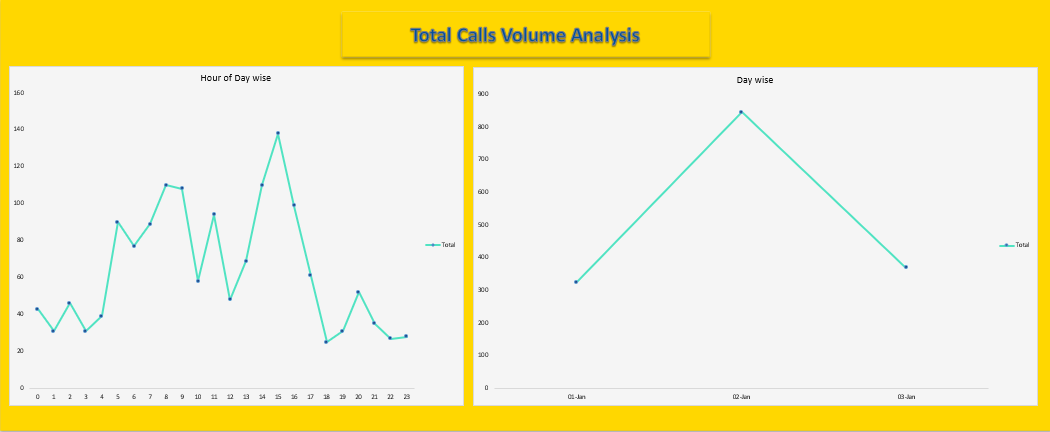 Total Calls Volume Analysis
Hour of Day wise
160
140
120
100
80
60
40
20
0
0 1 2 3 4 5 6 7 8 9 10 11 12 13 14 15 16 17 18 19 20 21 22 23
Total
Day wise
900
800
700
600
500
400
300
200
100
0
01-Jan 02-Jan 03-Jan
Total